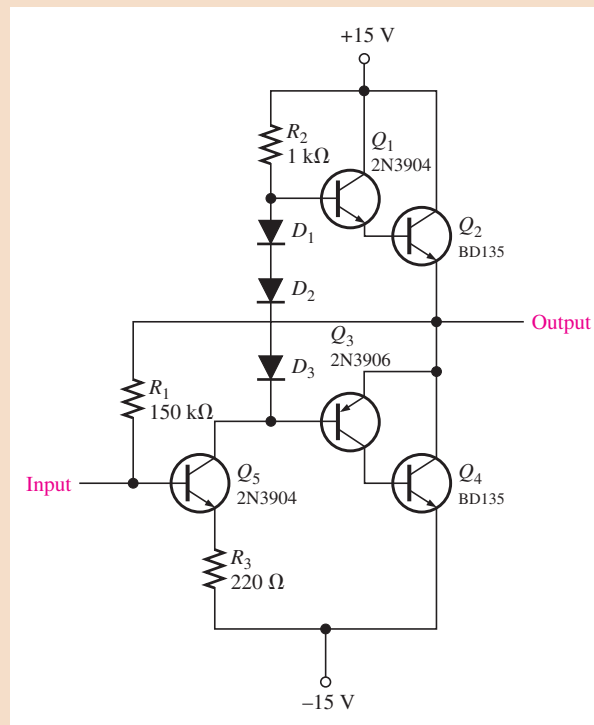 +15 V
R2
1 kΩ
Q1
2N3904
D1
Q2
BD135
D2
Output
Q3
2N3906
D3
R1
150 kΩ
Input
Q5
2N3904
Q4
BD135
R3
220 Ω
–15 V